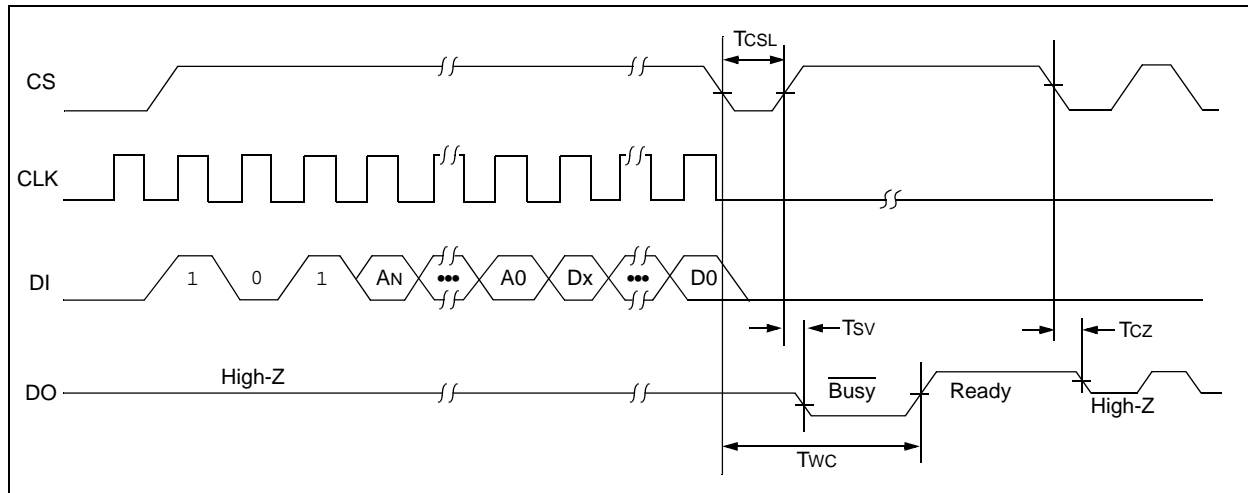 TCSL
CS
CLK
DI
1 0 1 AN ••• A0 Dx ••• D0
TSV
TCZ
DO
High-Z
Busy
Ready
High-Z
TWC